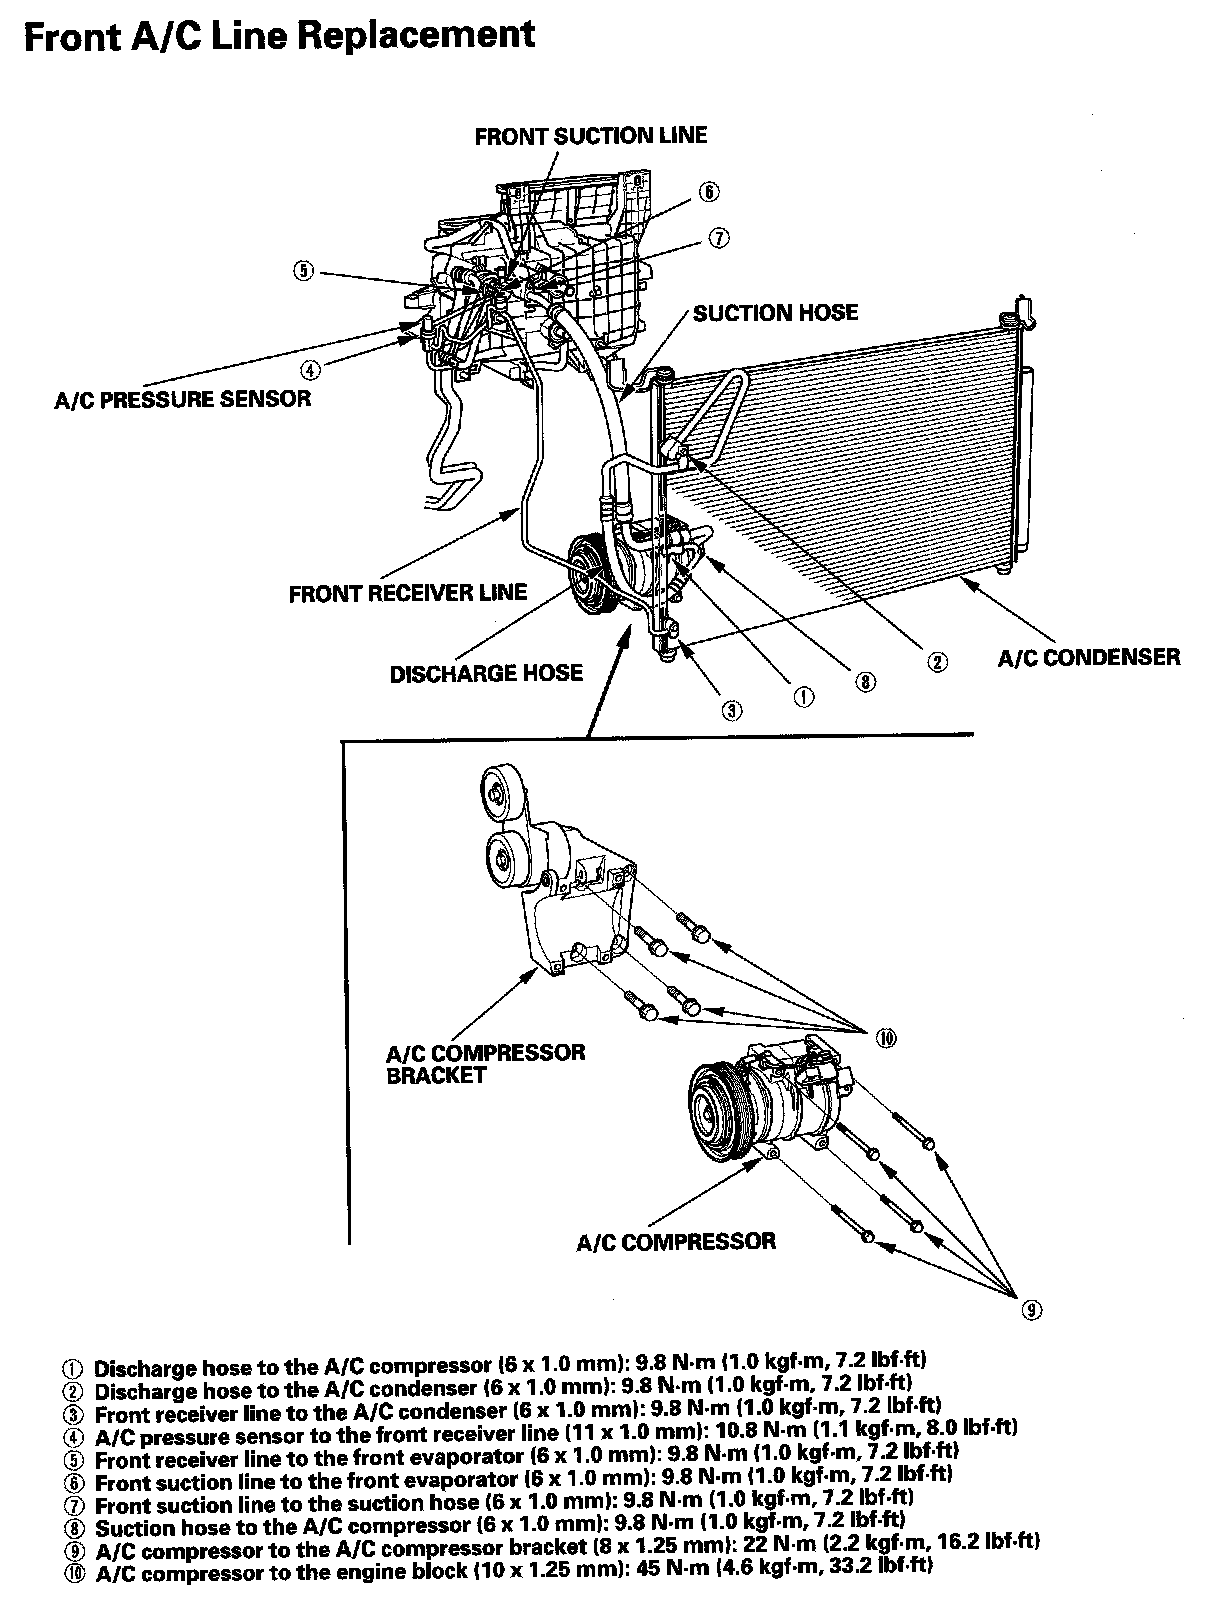 Front A/C Line Replacement
FRONT SUCTION LINE
⑥
⑦
⑤
SUCTION HOSE
④
A/C PRESSURE SENSOR
FRONT RECEIVER LINE
DISCHARGE HOSE
②
A/C CONDENSER
⑧
①
③
A/C COMPRESSOR
BRACKET
⑩
A/C COMPRESSOR
⑨
① Discharge hose to the A/C compressor (6 x 1.0 mm): 9.8 N·m (1.0 kgf·m, 7.2 lbf·ft)
② Discharge hose to the A/C condenser (6 x 1.0 mm): 9.8 N·m (1.0 kgf·m, 7.2 lbf·ft)
③ Front receiver line to the A/C condenser (6 x 1.0 mm): 9.8 N·m (1.0 kgf·m, 7.2 lbf·ft)
④ A/C pressure sensor to the front receiver line (11 x 1.0 mm): 10.8 N·m (1.1 kgf·m, 8.0 lbf·ft)
⑤ Front receiver line to the front evaporator (6 x 1.0 mm): 9.8 N·m (1.0 kgf·m, 7.2 lbf·ft)
⑥ Front suction line to the front evaporator (6 x 1.0 mm): 9.8 N·m (1.0 kgf·m, 7.2 lbf·ft)
⑦ Front suction line to the suction hose (6 x 1.0 mm): 9.8 N·m (1.0 kgf·m, 7.2 lbf·ft)
⑧ Suction hose to the A/C compressor (6 x 1.0 mm): 9.8 N·m (1.0 kgf·m, 7.2 lbf·ft)
⑨ A/C compressor to the A/C compressor bracket (8 x 1.25 mm): 22 N·m (2.2 kgf·m, 16.2 lbf·ft)
⑩ A/C compressor to the engine block (10 x 1.25 mm): 45 N·m (4.6 kgf·m, 33.2 lbf·ft)